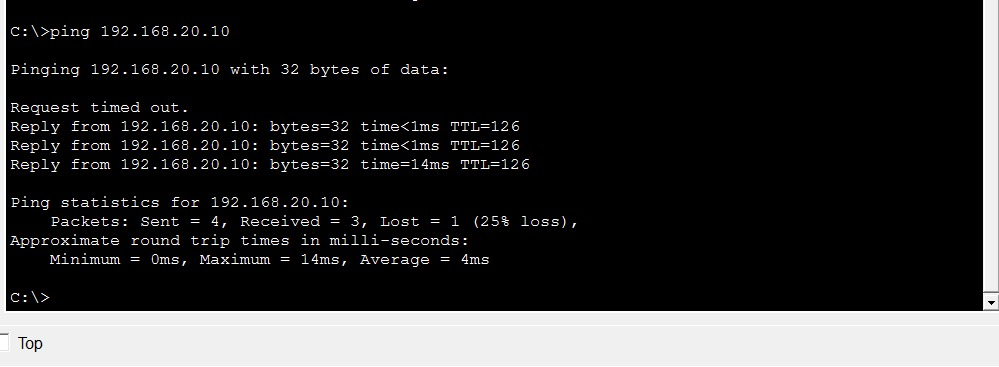 C:\>ping 192.168.20.10
Pinging 192.168.20.10 with 32 bytes of data:
Request timed out.
Reply from 192.168.20.10: bytes=32 time<1ms TTL=126
Reply from 192.168.20.10: bytes=32 time<1ms TTL=126
Reply from 192.168.20.10: bytes=32 time=14ms TTL=126
Ping statistics for 192.168.20.10:
    Packets: Sent = 4, Received = 3, Lost = 1 (25% loss),
Approximate round trip times in milli-seconds:
    Minimum = 0ms, Maximum = 14ms, Average = 4ms
C:\>
Top